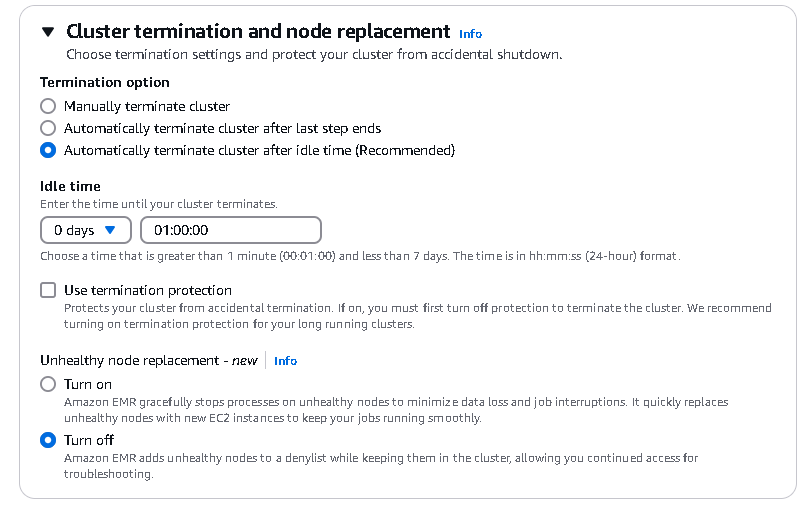 Cluster termination and node replacement Info
Choose termination settings and protect your cluster from accidental shutdown.
Termination option
Manually terminate cluster
Automatically terminate cluster after last step ends
Automatically terminate cluster after idle time (Recommended)
Idle time
Enter the time until your cluster terminates.
0 days 01:00:00
Choose a time that is greater than 1 minute (00:01:00) and less than 7 days. The time is in hh:mm:ss (24-hour) format.
Use termination protection
Protects your cluster from accidental termination. If on, you must first turn off protection to terminate the cluster. We recommend
turning on termination protection for your long running clusters.
Unhealthy node replacement - new Info
Turn on
Amazon EMR gracefully stops processes on unhealthy nodes to minimize data loss and job interruptions. It quickly replaces
unhealthy nodes with new EC2 instances to keep your jobs running smoothly.
Turn off
Amazon EMR adds unhealthy nodes to a denylist while keeping them in the cluster, allowing you continued access for
troubleshooting.